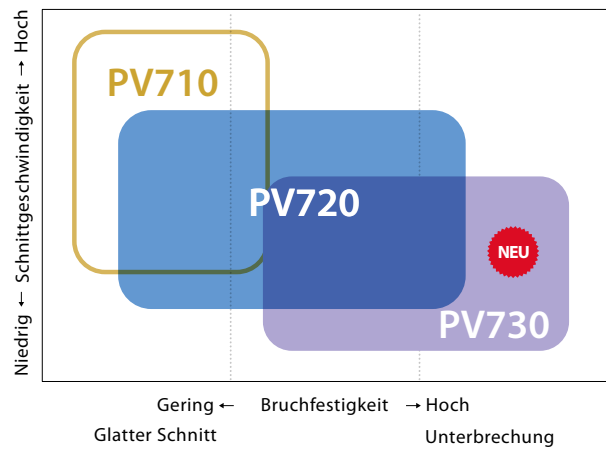 PV710
PV720
NEU
PV730
Niedrig ← Schnittgeschwindigkeit → Hoch
Gering ← Bruchfestigkeit → Hoch
Glatter Schnitt Unterbrechung